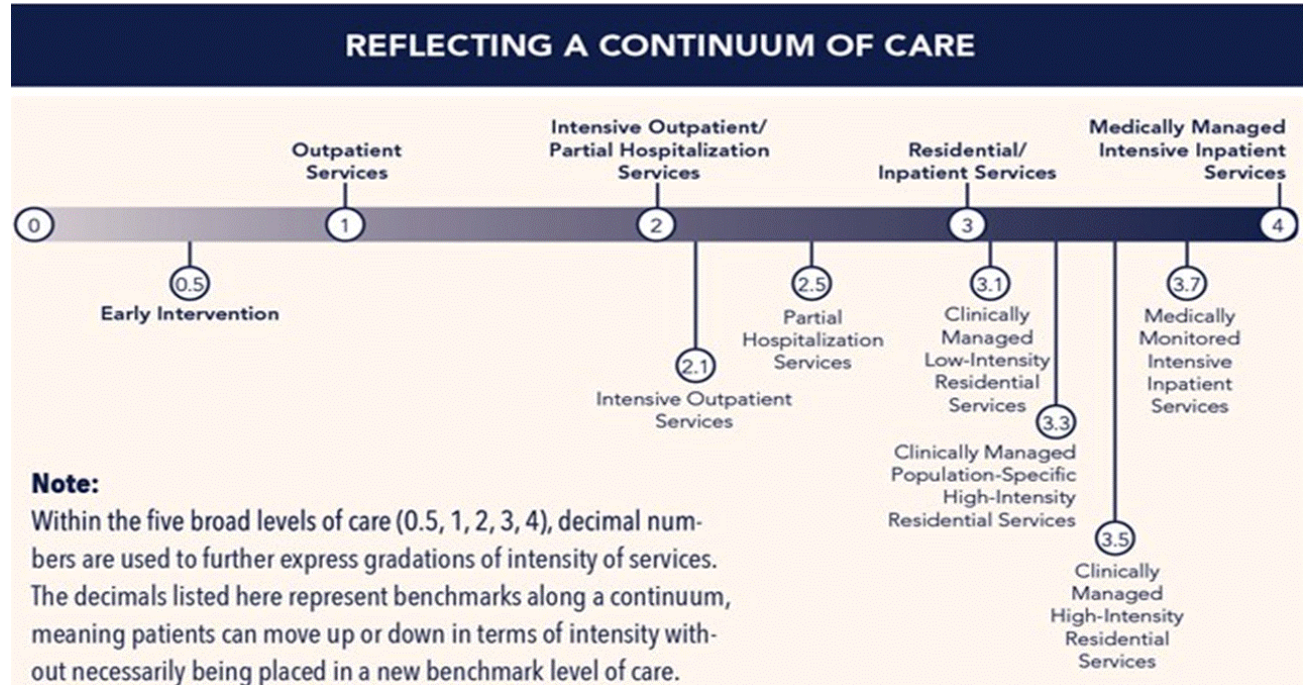 REFLECTING A CONTINUUM OF CARE
Outpatient
Services
Intensive Outpatient/
Partial Hospitalization
Services
Residential/
Inpatient Services
Medically Managed
Intensive Inpatient
Services
0
1
2
3
4
0.5
Early Intervention
2.1
Intensive Outpatient
Services
2.5
Partial
Hospitalization
Services
3.1
Clinically
Managed
Low-Intensity
Residential
Services
3.3
Clinically Managed
Population-Specific
High-Intensity
Residential Services
3.5
Clinically
Managed
High-Intensity
Residential
Services
3.7
Medically
Monitored
Intensive
Inpatient
Services
Note:
Within the five broad levels of care (0.5, 1, 2, 3, 4), decimal num-
bers are used to further express gradations of intensity of services.
The decimals listed here represent benchmarks along a continuum,
meaning patients can move up or down in terms of intensity with-
out necessarily being placed in a new benchmark level of care.